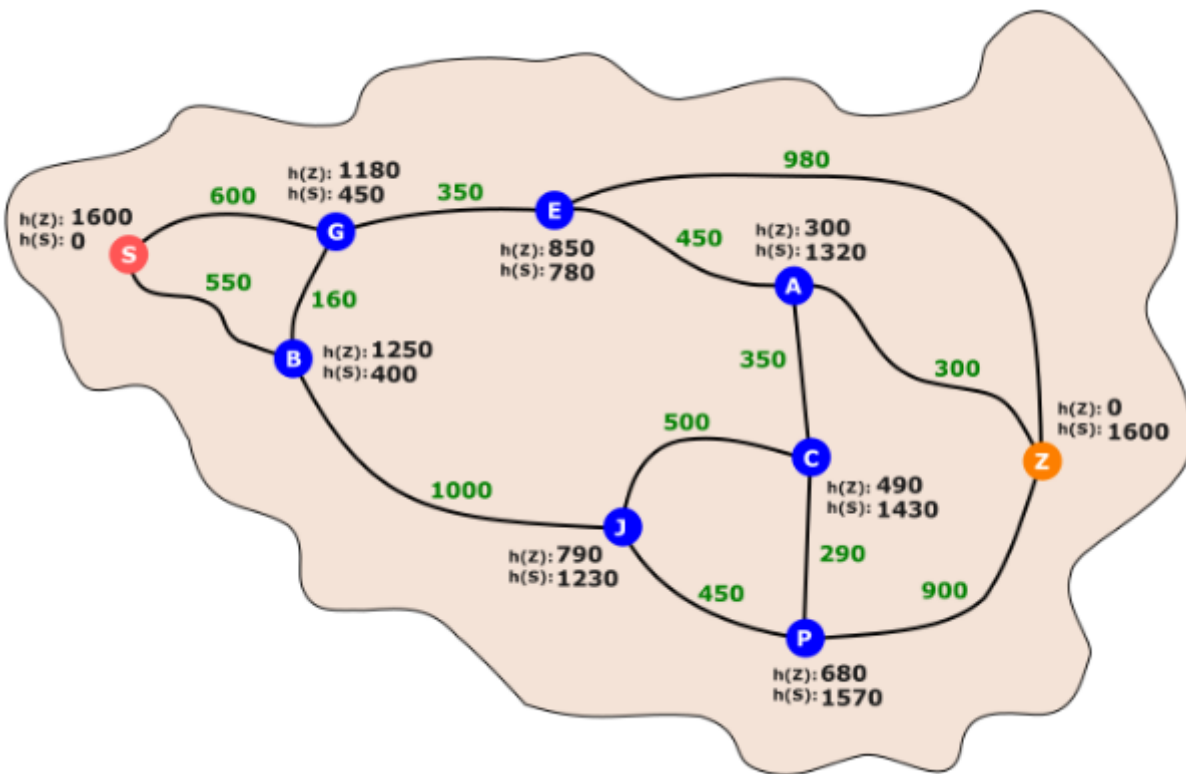 980
h(Z): 1180
h(S): 450
600
350
h(Z): 1600
h(S): 0
S
G
E
h(Z): 850
h(S): 780
450
h(Z): 300
h(S): 1320
A
550
160
B
h(Z): 1250
h(S): 400
350
300
h(Z): 0
h(S): 1600
Z
500
C
h(Z): 490
h(S): 1430
1000
J
h(Z): 790
h(S): 1230
290
450
900
P
h(Z): 680
h(S): 1570